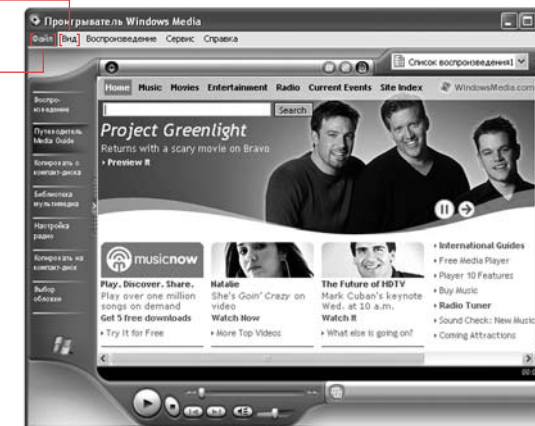 Проигрыватель Windows Media
Файл Вид Воспроизведение Сервис Справка
Список воспроизведения1
Home Music Movies Entertainment Radio Current Events Site Index WindowsMedia.com
Search
Воспро-
изведение
Путеводитель
Media Guide
Копировать с
компакт-диска
Библиотека
мультимедиа
Настройка
радио
Копировать на
компакт-диск
Выбор
обложки
Project Greenlight
Returns with a scary movie on Bravo
Preview It
musicnow
Play. Discover. Share.
Play over one million
songs on demand
Get 5 free downloads
Try It for Free
Natalie
She's Goin' Crazy on
video
Watch Now
More Top Videos
The Future of HDTV
Mark Cuban's keynote
Wed. at 10 a.m.
Watch It
What else is going on?
International Guides
Free Media Player
Player 10 Features
Buy Music
Radio Tuner
Sound Check: New Music
Coming Attractions